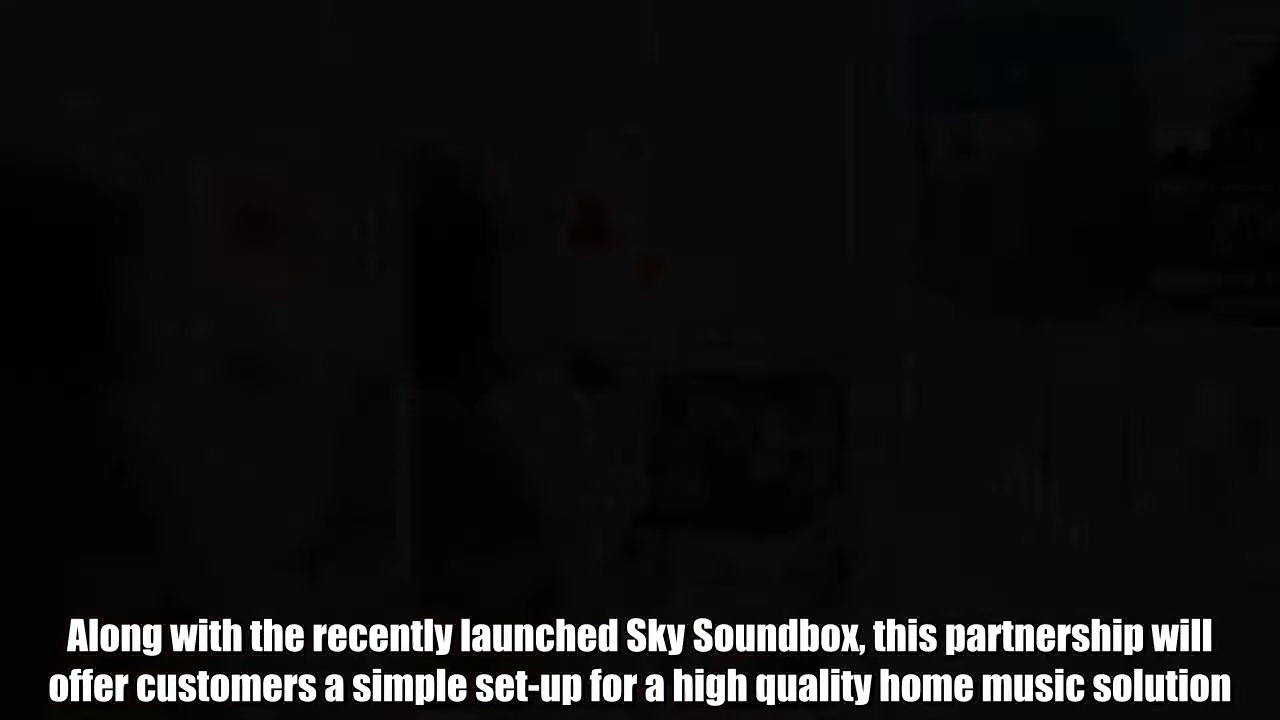 Along with the recently launched Sky Soundbox, this partnership will
offer customers a simple set-up for a high quality home music solution